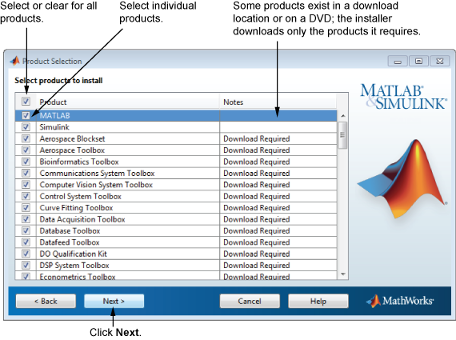 Select or clear for all
products.
Select individual
products.
Some products exist in a download
location or on a DVD; the installer
downloads only the products it requires.
Product Selection
Select products to install
Product Notes
MATLAB
Simulink
Aerospace Blockset Download Required
Aerospace Toolbox Download Required
Bioinformatics Toolbox Download Required
Communications System Toolbox Download Required
Computer Vision System Toolbox Download Required
Control System Toolbox Download Required
Curve Fitting Toolbox Download Required
Data Acquisition Toolbox Download Required
Database Toolbox Download Required
Datafeed Toolbox Download Required
DO Qualification Kit Download Required
DSP System Toolbox Download Required
Econometrics Toolbox Download Required
MATLAB®
&SIMULINK®
< Back Next > Cancel Help MathWorks®
Click Next.